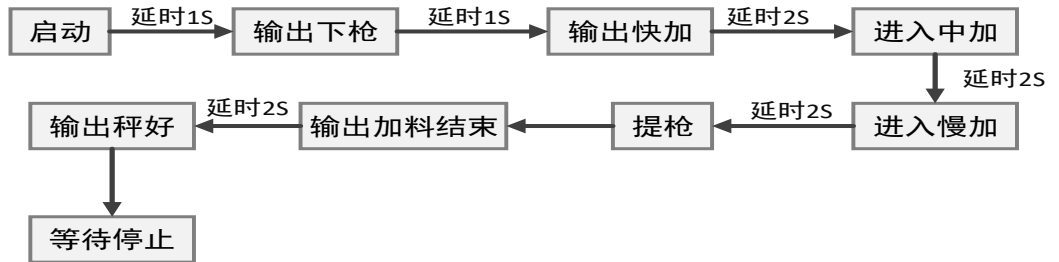 启动
延时1S
输出下枪
延时1S
输出快加
延时2S
进入中加
延时2S
进入慢加
延时2S
提枪
输出加料结束
延时2S
输出秤好
等待停止